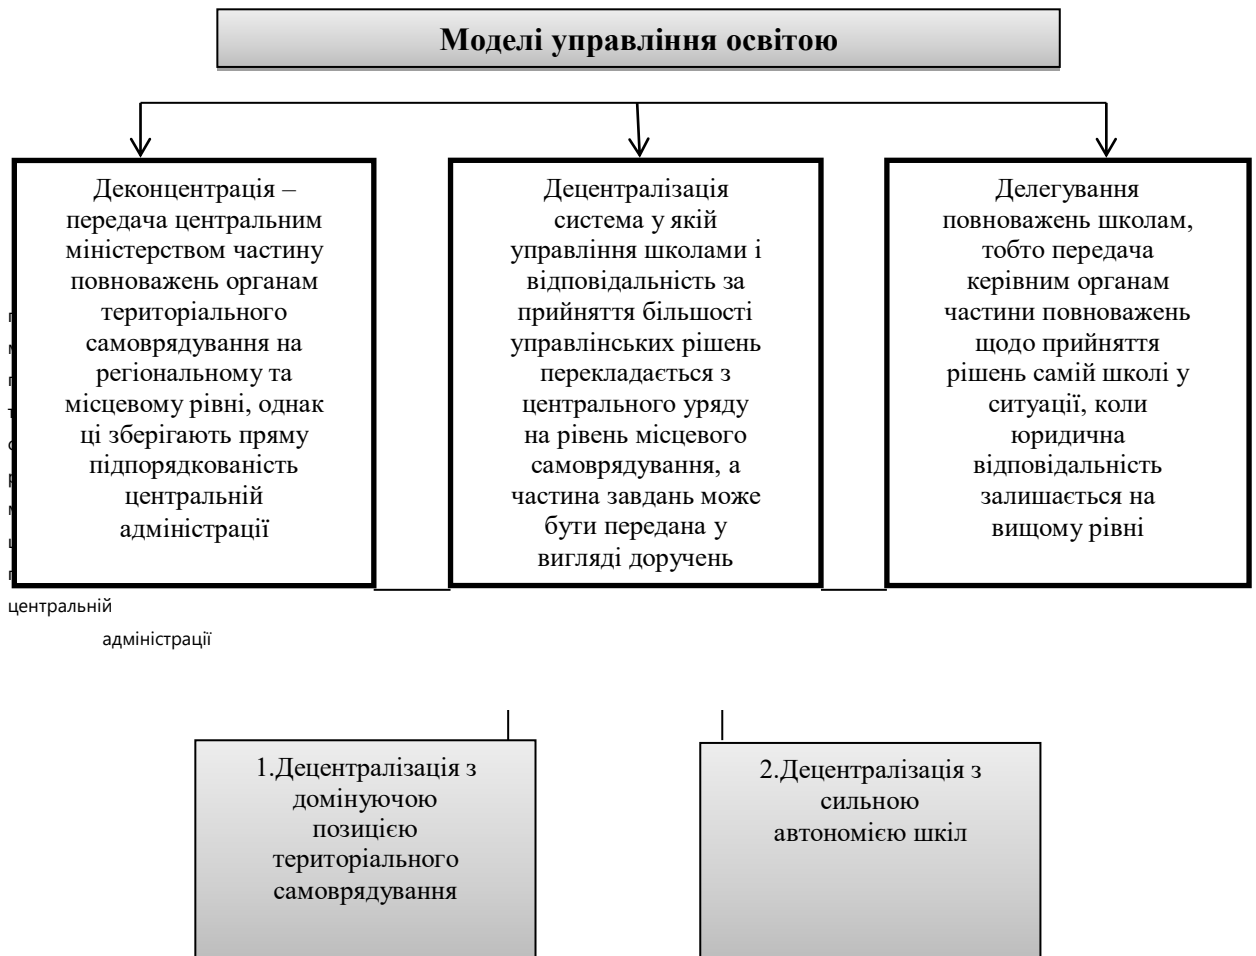 Моделі управління освітою
Деконцентрація –
передача центральним
міністерством частину
повноважень органам
територіального
самоврядування на
регіональному та
місцевому рівні, однак
ці зберігають пряму
підпорядкованість
центральній
адміністрації
Децентралізація
система у якій
управління школами і
відповідальність за
прийняття більшості
управлінських рішень
перекладається з
центрального уряду
на рівень місцевого
самоврядування, а
частина завдань може
бути передана у
вигляді доручень
Делегування
повноважень школам,
тобто передача
керівним органам
частини повноважень
щодо прийняття
рішень самій школі у
ситуації, коли
юридична
відповідальність
залишається на
вищому рівні
центральній
адміністрації
1.Децентралізація з
домінуючою
позицією
територіального
самоврядування
2.Децентралізація з
сильною
автономією шкіл